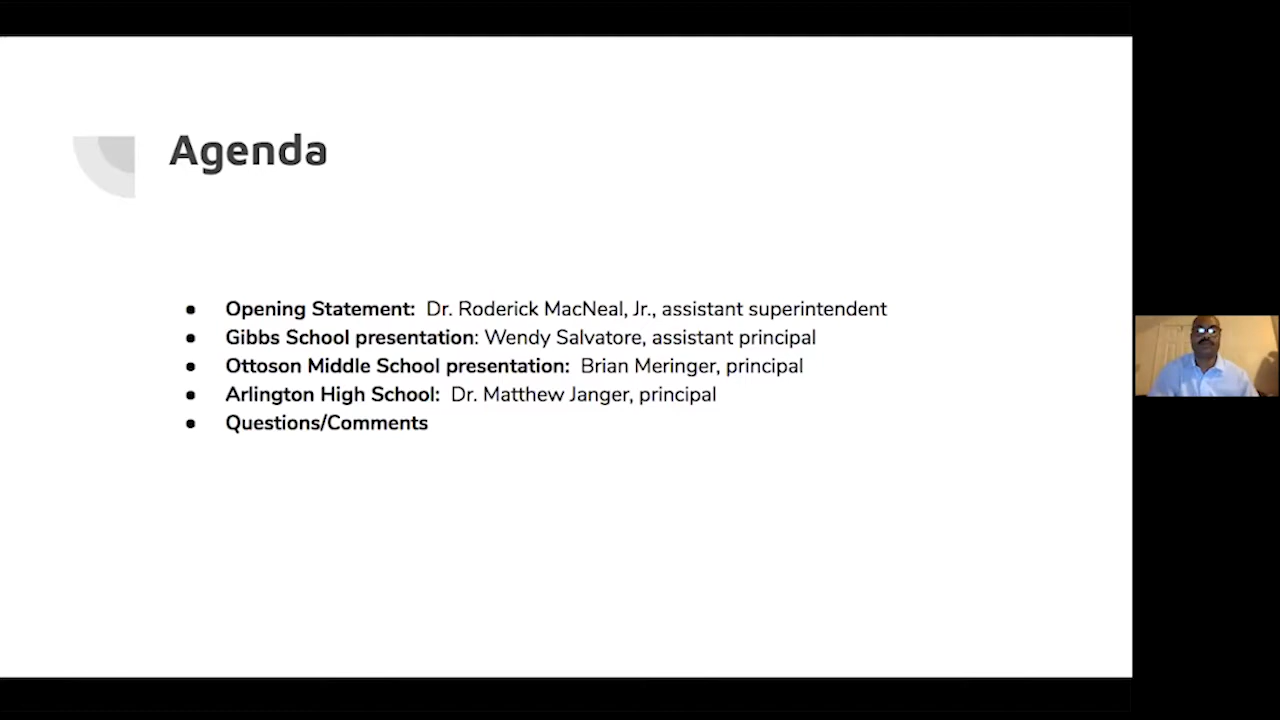 Agenda
● Opening Statement: Dr. Roderick MacNeal, Jr., assistant superintendent
● Gibbs School presentation: Wendy Salvatore, assistant principal
● Ottoson Middle School presentation: Brian Meringer, principal
● Arlington High School: Dr. Matthew Janger, principal
● Questions/Comments